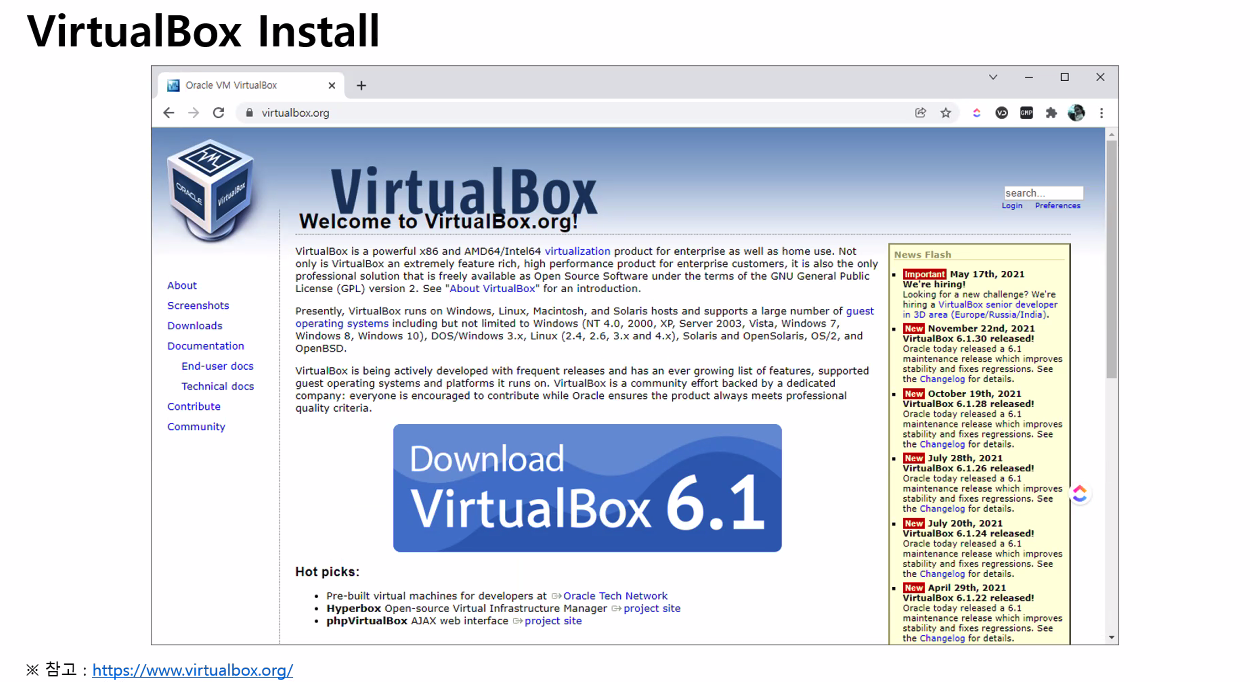 VirtualBox Install
Oracle VM VirtualBox
virtualbox.org
ORACLE
VirtualBox
VirtualBox
search...
Login Preferences
Welcome to VirtualBox.org!
About
Screenshots
Downloads
Documentation
End-user docs
Technical docs
Contribute
Community
VirtualBox is a powerful x86 and AMD64/Intel64 virtualization product for enterprise as well as home use. Not
only is VirtualBox an extremely feature rich, high performance product for enterprise customers, it is also the only
professional solution that is freely available as Open Source Software under the terms of the GNU General Public
License (GPL) version 2. See "About VirtualBox" for an introduction.
Presently, VirtualBox runs on Windows, Linux, Macintosh, and Solaris hosts and supports a large number of guest
operating systems including but not limited to Windows (NT 4.0, 2000, XP, Server 2003, Vista, Windows 7,
Windows 8, Windows 10), DOS/Windows 3.x, Linux (2.4, 2.6, 3.x and 4.x), Solaris and OpenSolaris, OS/2, and
OpenBSD.
VirtualBox is being actively developed with frequent releases and has an ever growing list of features, supported
guest operating systems and platforms it runs on. VirtualBox is a community effort backed by a dedicated
company: everyone is encouraged to contribute while Oracle ensures the product always meets professional
quality criteria.
Download
VirtualBox 6.1
Hot picks:
Pre-built virtual machines for developers at Oracle Tech Network
Hyperbox Open-source Virtual Infrastructure Manager project site
phpVirtualBox AJAX web interface project site
News Flash
Important May 17th, 2021
We're hiring!
Looking for a new challenge? We're
hiring a VirtualBox senior developer
in 3D area (Europe/Russia/India).
New November 22nd, 2021
VirtualBox 6.1.30 released!
Oracle today released a 6.1
maintenance release which improves
stability and fixes regressions. See
the Changelog for details.
New October 19th, 2021
VirtualBox 6.1.28 released!
Oracle today released a 6.1
maintenance release which improves
stability and fixes regressions. See
the Changelog for details.
New July 28th, 2021
VirtualBox 6.1.26 released!
Oracle today released a 6.1
maintenance release which improves
stability and fixes regressions. See
the Changelog for details.
New July 20th, 2021
VirtualBox 6.1.24 released!
Oracle today released a 6.1
maintenance release which improves
stability and fixes regressions. See
the Changelog for details.
New April 29th, 2021
VirtualBox 6.1.22 released!
Oracle today released a 6.1
maintenance release which improves
stability and fixes regressions. See
the Changelog for details.
※ 참고 : https://www.virtualbox.org/